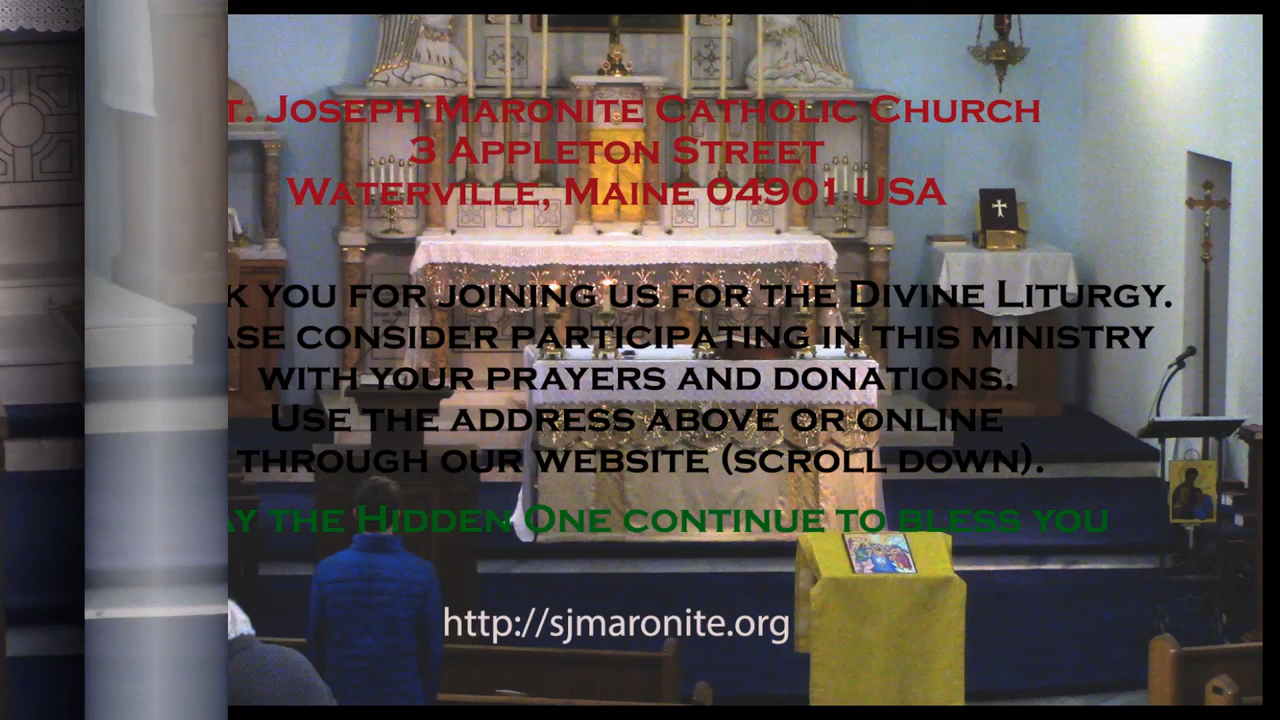 T. Joseph Maronite Catholic Church
3 Appleton Street
Waterville, Maine 04901 USA
K YOU FOR JOINING US FOR THE DIVINE LITURGY.
ASE CONSIDER PARTICIPATING IN THIS MINISTRY
WITH YOUR PRAYERS AND DONATIONS.
USE THE ADDRESS ABOVE OR ONLINE
THROUGH OUR WEBSITE (SCROLL DOWN).
AY THE HIDDEN ONE CONTINUE TO BLESS YOU
http://sjmaronite.org